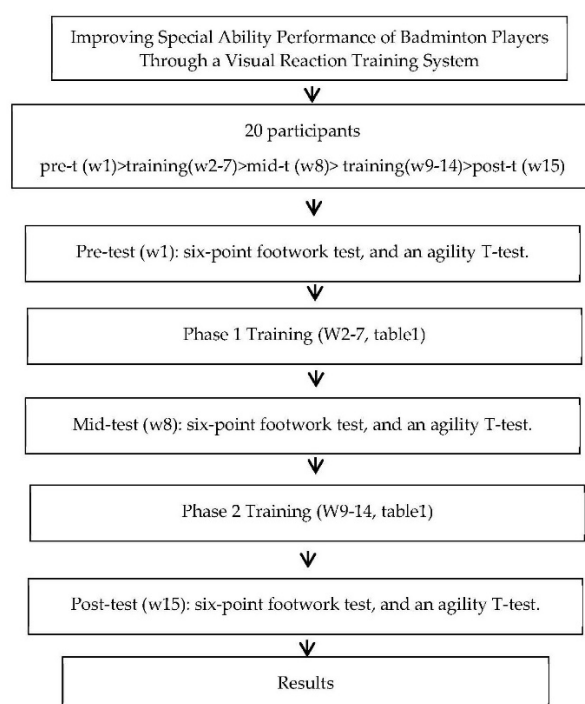 Improving Special Ability Performance of Badminton Players
Through a Visual Reaction Training System
20 participants
pre-t (w1)>training(w2-7)>mid-t (w8)> training(w9-14)>post-t (w15)
Pre-test (w1): six-point footwork test, and an agility T-test.
Phase 1 Training (W2-7, table1)
Mid-test (w8): six-point footwork test, and an agility T-test.
Phase 2 Training (W9-14, table1)
Post-test (w15): six-point footwork test, and an agility T-test.
Results